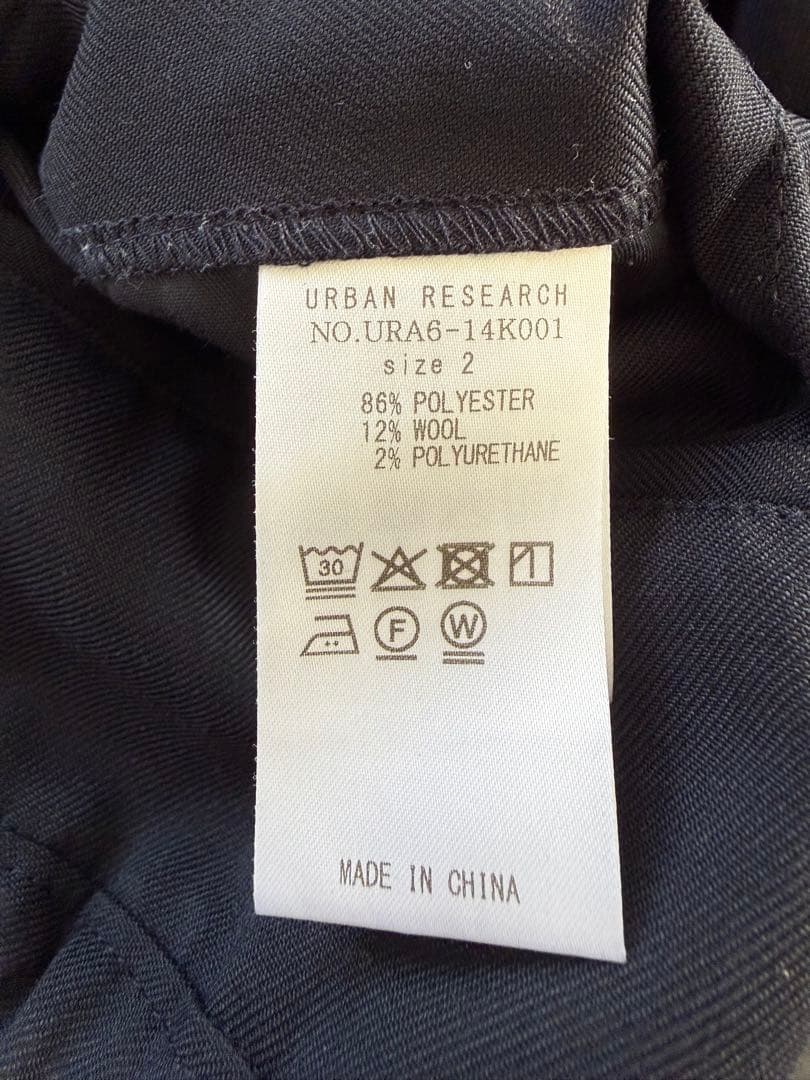 URBAN RESEARCH
NO.URA6-14K001
size 2
86% POLYESTER
12% WOOL
2% POLYURETHANE
30
F W
MADE IN CHINA